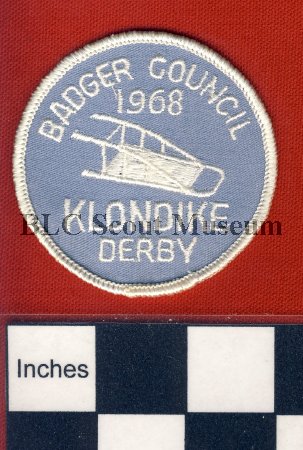 BADGER COUNCIL
1968
KLONDIKE
BLC Scout Museum
DERBY
Inches